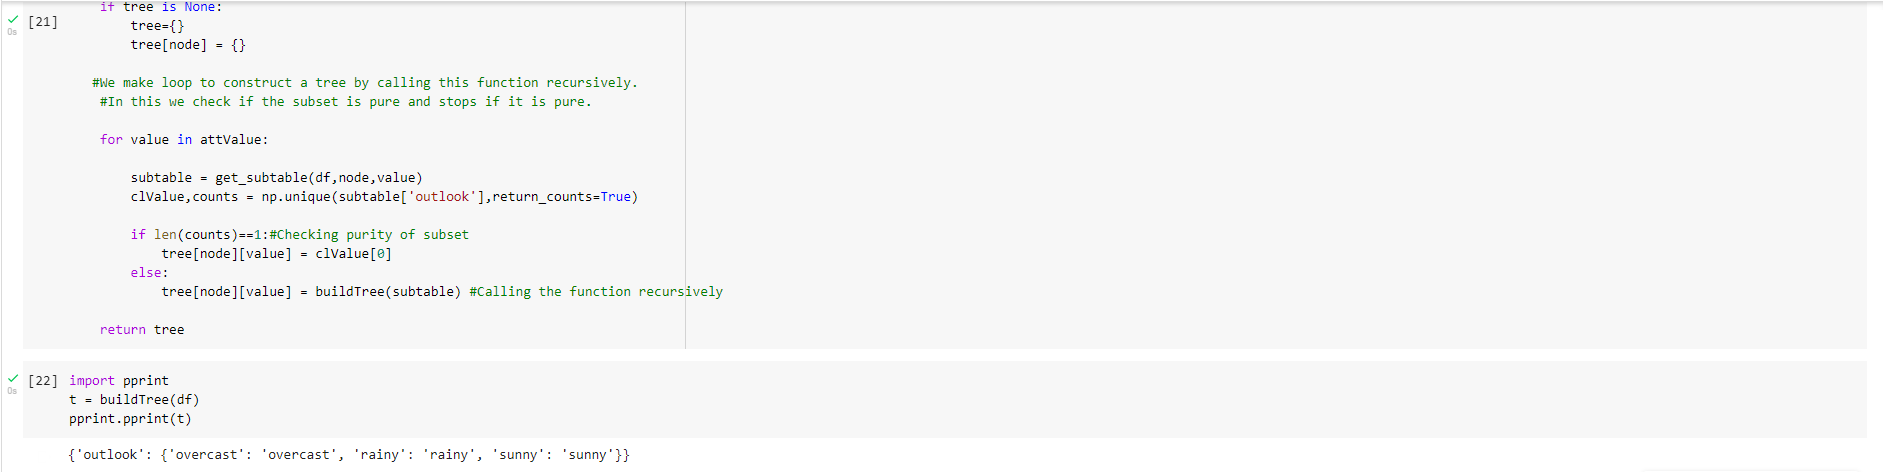 if tree is None:
[21] tree={}
0s
tree[node] = {}
#We make loop to construct a tree by calling this function recursively.
#In this we check if the subset is pure and stops if it is pure.
for value in attValue:
subtable = get_subtable(df,node,value)
clValue,counts = np.unique(subtable['outlook'],return_counts=True)
if len(counts)==1:#Checking purity of subset
tree[node][value] = clValue[0]
else:
tree[node][value] = buildTree(subtable) #Calling the function recursively
return tree
[22] import pprint
0s
t = buildTree(df)
pprint.pprint(t)
{'outlook': {'overcast': 'overcast', 'rainy': 'rainy', 'sunny': 'sunny'}}